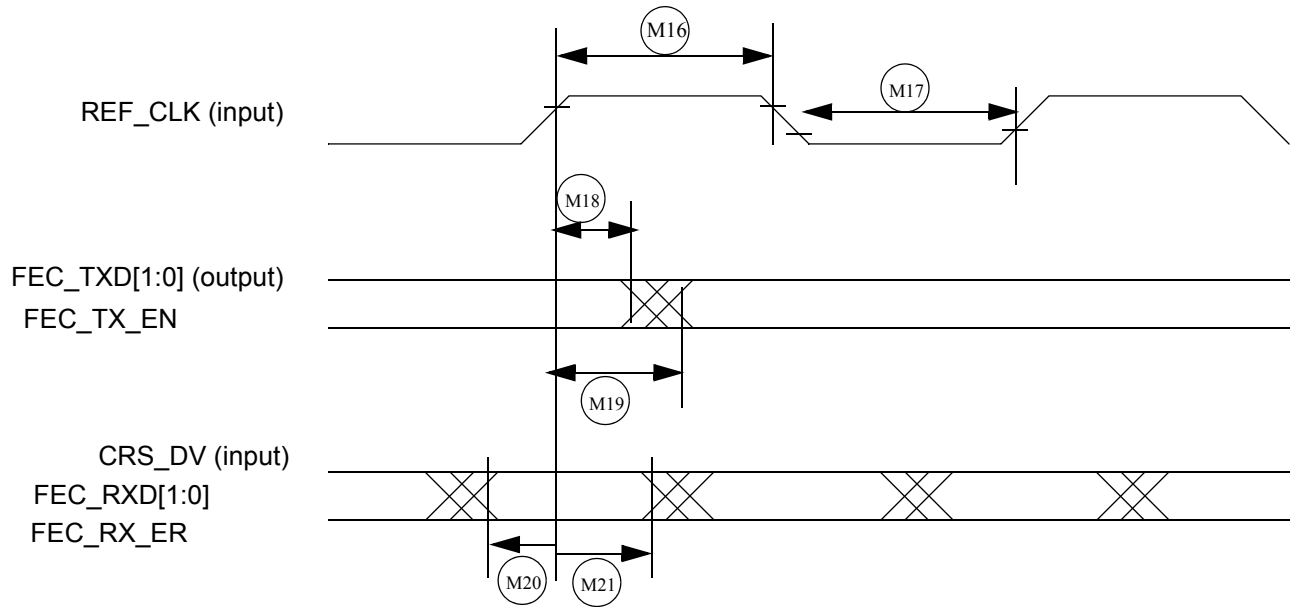 M16
REF_CLK (input)
M17
M18
FEC_TXD[1:0] (output)
FEC_TX_EN
M19
CRS_DV (input)
FEC_RXD[1:0]
FEC_RX_ER
M20
M21